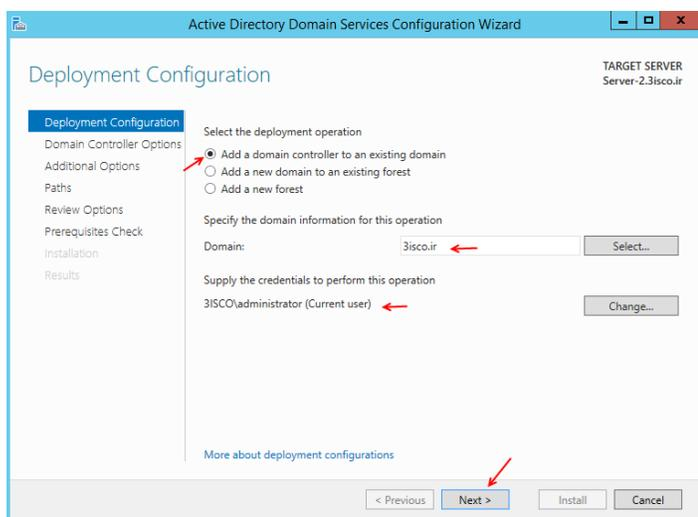 Active Directory Domain Services Configuration Wizard
Deployment Configuration
TARGET SERVER
Server-2.3isco.ir
Deployment Configuration
Domain Controller Options
Additional Options
Paths
Review Options
Prerequisites Check
Installation
Results
Select the deployment operation
Add a domain controller to an existing domain
Add a new domain to an existing forest
Add a new forest
Specify the domain information for this operation
Domain: 3isco.ir Select...
Supply the credentials to perform this operation
3ISCO\administrator (Current user) Change...
More about deployment configurations
< Previous Next > Install Cancel